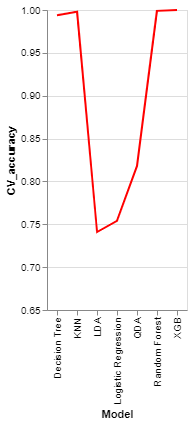 1.00
0.95
0.90
0.85
0.80
0.75
0.70
0.65
CV_accuracy
Decision Tree
KNN
LDA
Logistic Regression
QDA
Random Forest
XGB
Model